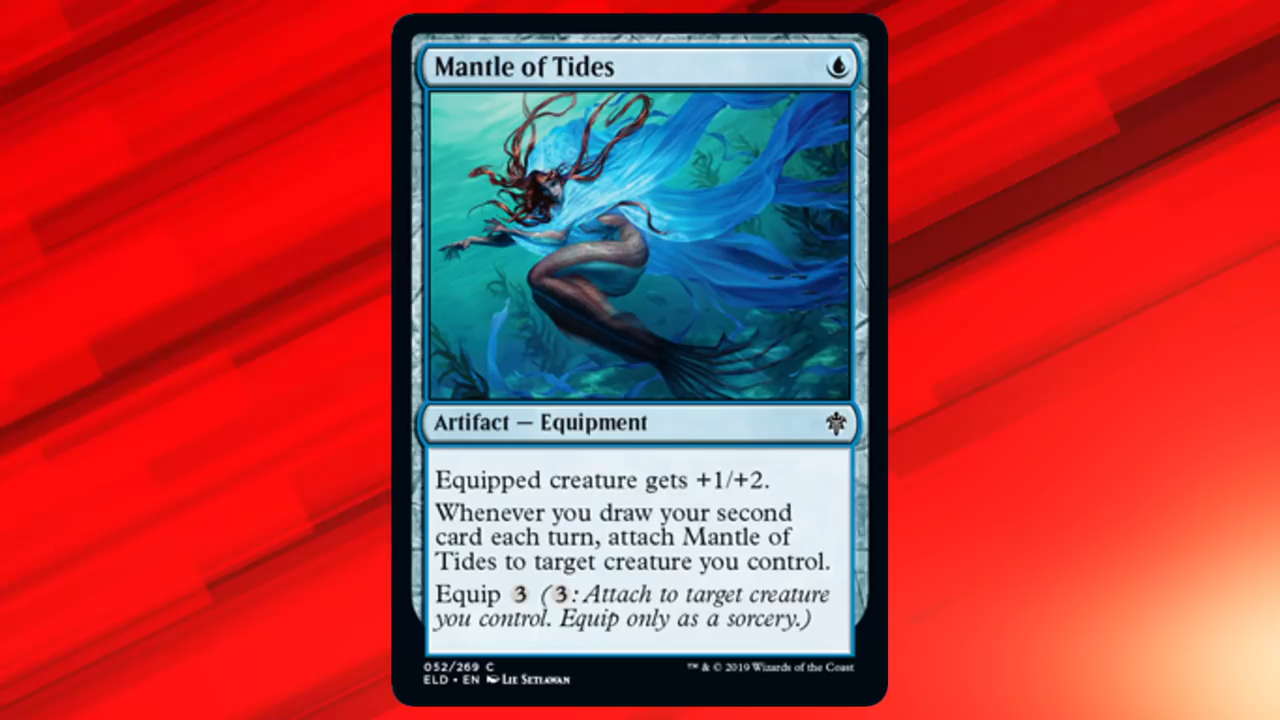 Mantle of Tides
Artifact — Equipment
Equipped creature gets +1/+2.
Whenever you draw your second
card each turn, attach Mantle of
Tides to target creature you control.
Equip 3 (3: Attach to target creature
you control. Equip only as a sorcery.)
052/269 C
™ & © 2019 Wizards of the Coast
ELD • EN Lie Setiawan